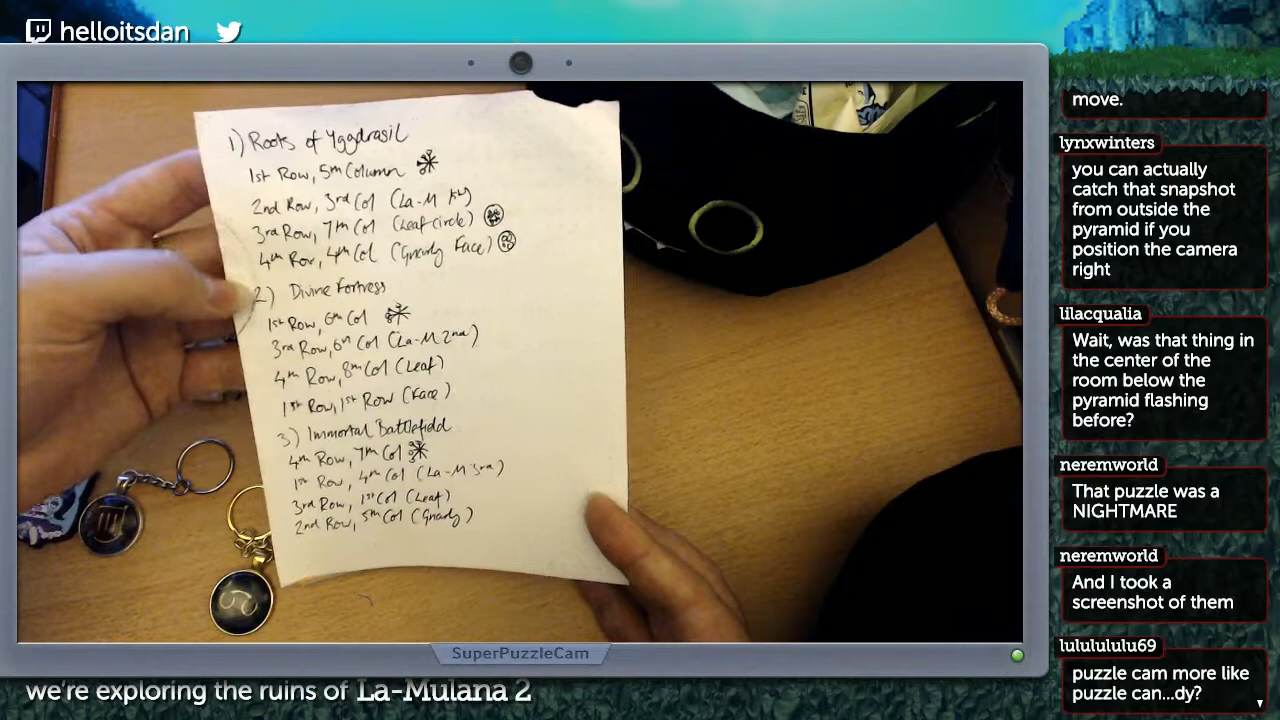 helloitsdan
1) Roots of Yggdrasil
1st Row, 5th Column
2nd Row, 3rd Col (La-M
3rd Row, 7th Col (Leaf Circle)
4th Row, 4th Col (Gnarly Face)
2) Divine Fortress
1st Row, 6th Col
3rd Row, 6th Col (La-M 2nd)
4th Row, 8th Col (Leaf)
1st Row, 1st Row (Face)
3) Immortal Battlefield
4th Row, 7th Col
1st Row, 4th Col (La-M 3rd)
3rd Row, 1st Col (Leaf)
2nd Row, 5th Col (Gnarly)
SuperPuzzleCam
we're exploring the ruins of La-Mulana 2
move.
lynxwinters
you can actually
catch that snapshot
from outside the
pyramid if you
position the camera
right
lilacqualia
Wait, was that thing in
the center of the
room below the
pyramid flashing
before?
neremworld
That puzzle was a
NIGHTMARE
neremworld
And I took a
screenshot of them
lulululululu69
puzzle cam more like
puzzle can...dy?